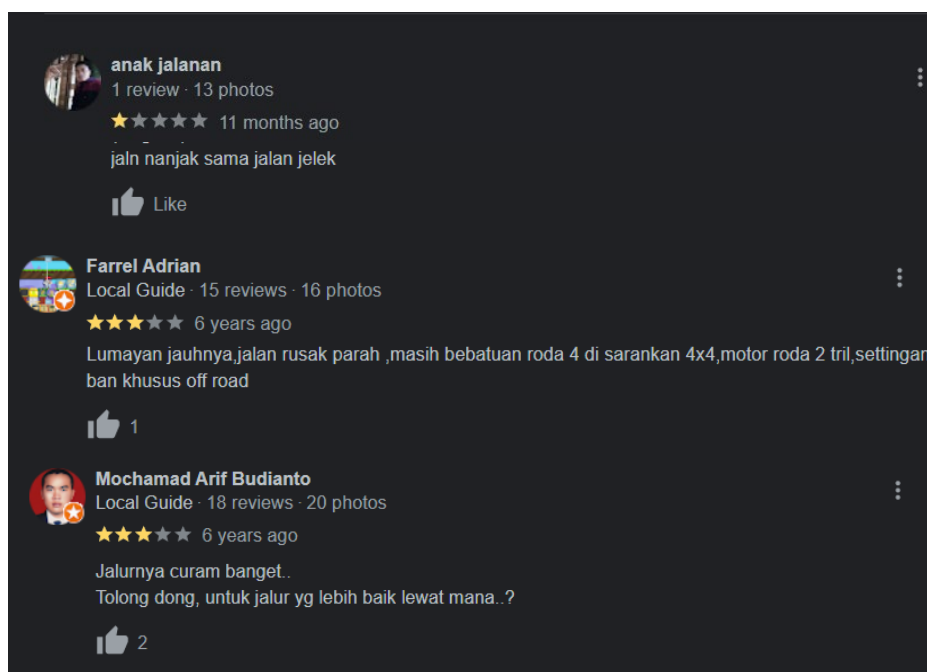 anak jalanan
1 review · 13 photos
11 months ago
jaln nanjak sama jalan jelek
Like
Farrel Adrian
Local Guide · 15 reviews · 16 photos
6 years ago
Lumayan jauhnya,jalan rusak parah ,masih bebatuan roda 4 di sarankan 4x4,motor roda 2 tril,settingan
ban khusus off road
1
Mochamad Arif Budianto
Local Guide · 18 reviews · 20 photos
6 years ago
Jalurnya curam banget..
Tolong dong, untuk jalur yg lebih baik lewat mana..?
2